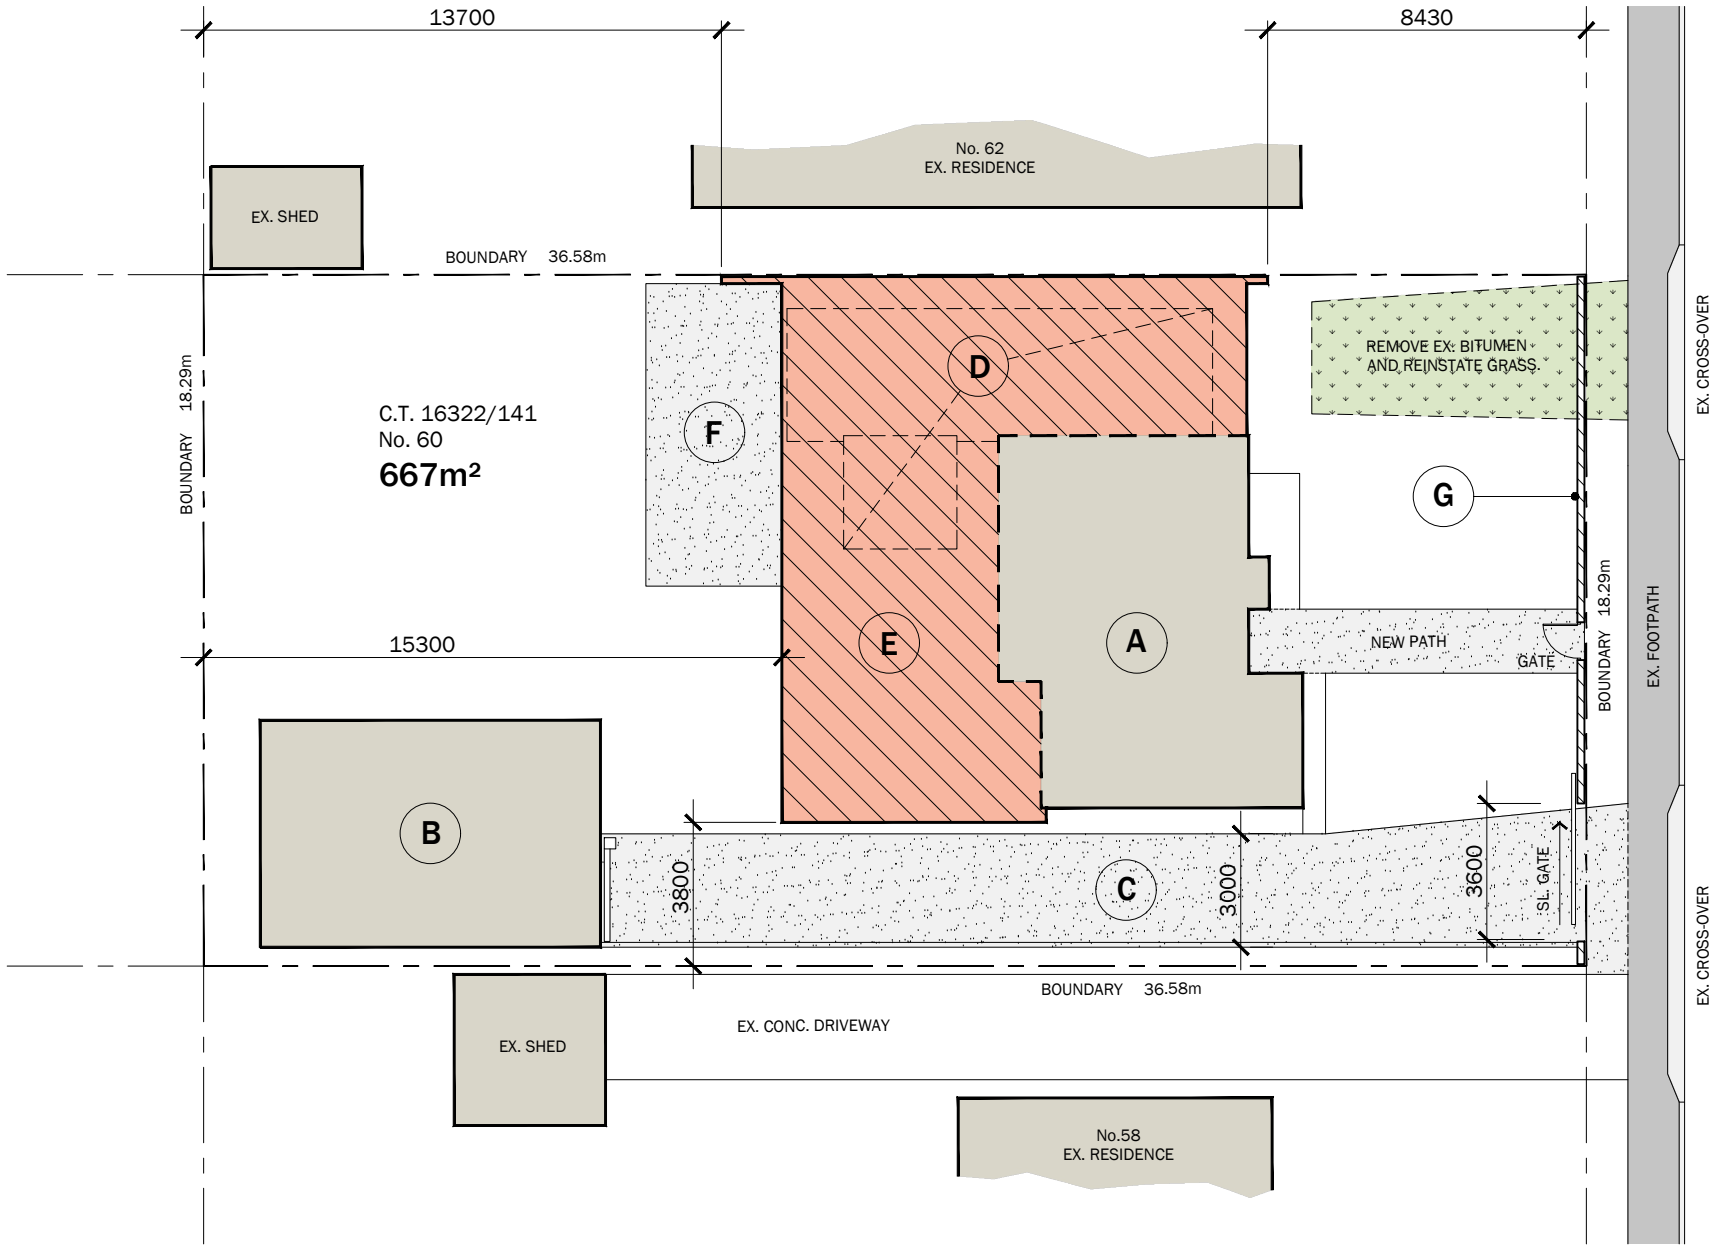 13700
8430
No. 62
EX. RESIDENCE
EX. SHED
BOUNDARY 36.58m
EX. CROSS-OVER
REMOVE EX. BITUMEN
AND REINSTATE GRASS.
D
BOUNDARY 18.29m
C.T. 16322/141
No. 60
667m²
F
G
15300
E
A
NEW PATH
GATE
BOUNDARY 18.29m
EX. FOOTPATH
B
3800
C
3000
3600
SL. GATE
EX. CROSS-OVER
BOUNDARY 36.58m
EX. CONC. DRIVEWAY
EX. SHED
No.58
EX. RESIDENCE